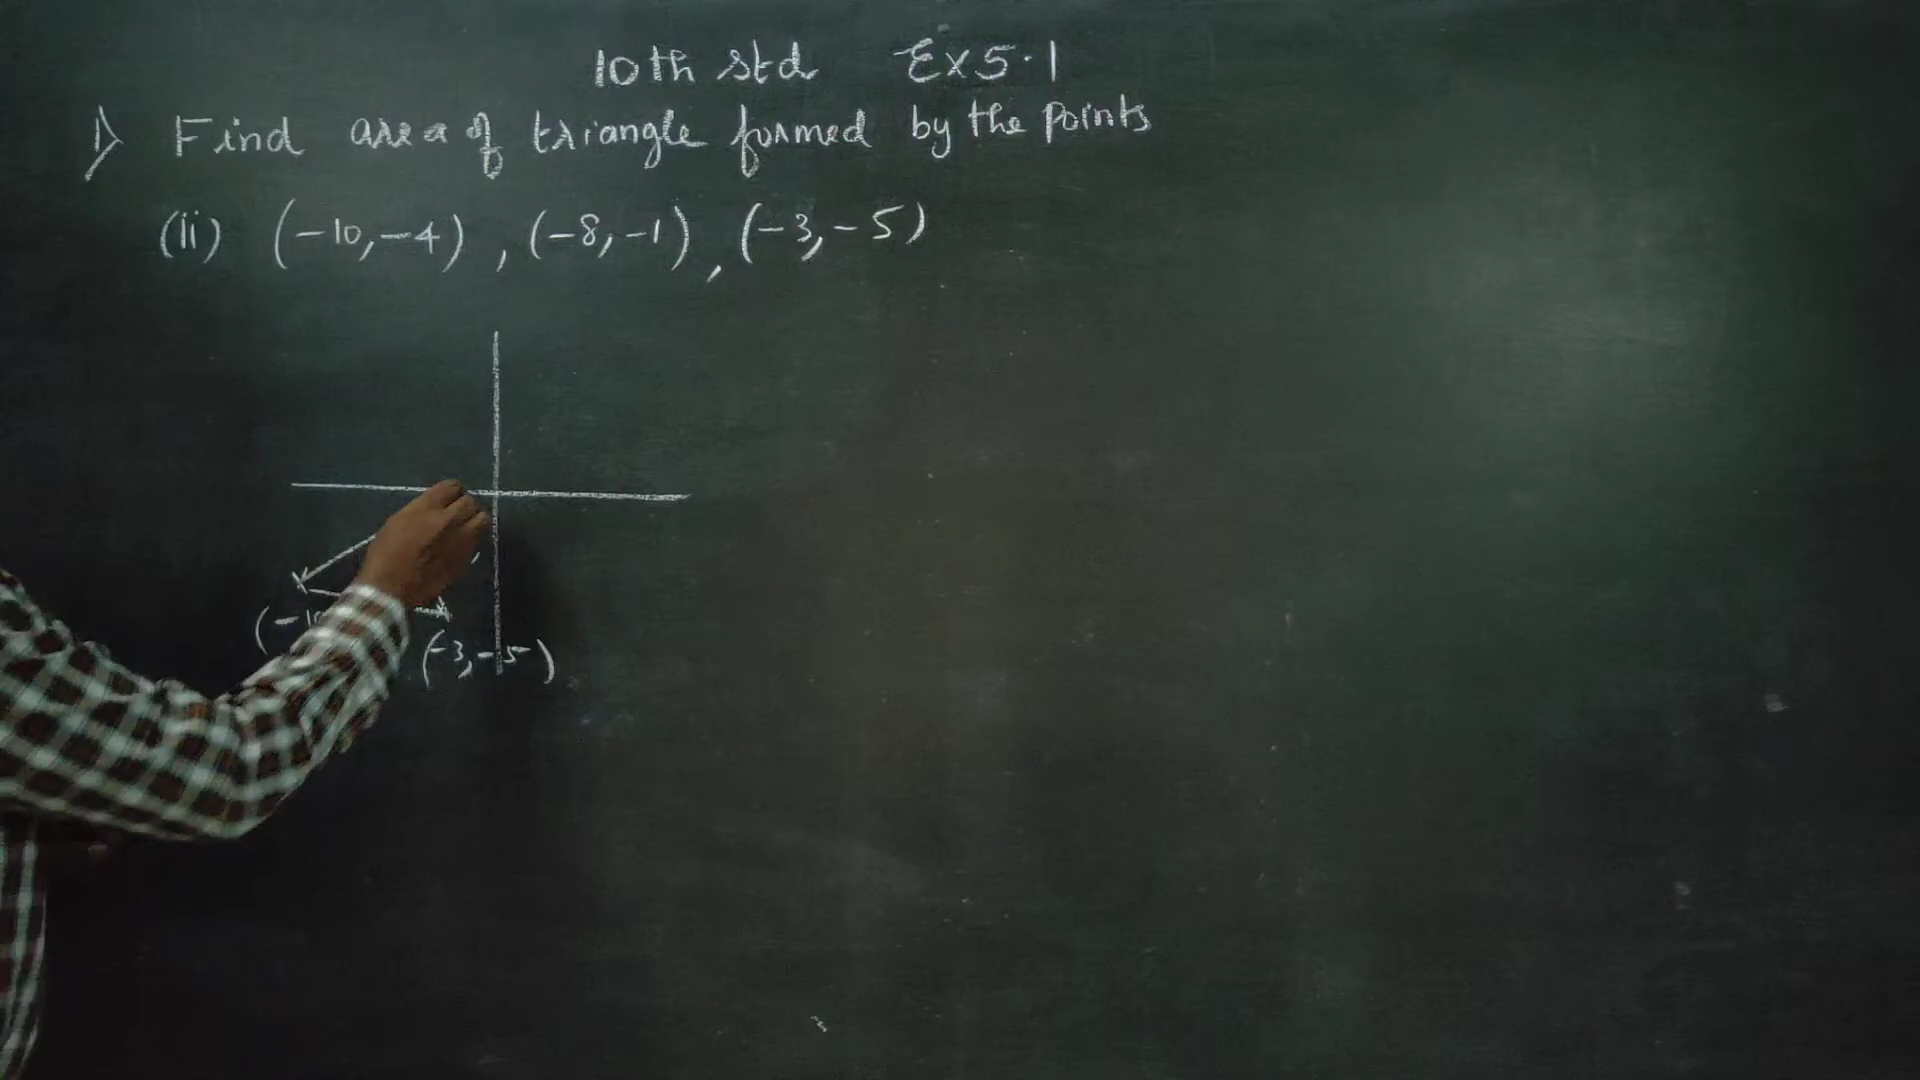 10th std Ex 5.1
1) Find area of triangle formed by the points
(ii) (-10,-4), (-8,-1), (-3,-5)
(-10
(-3,-5)